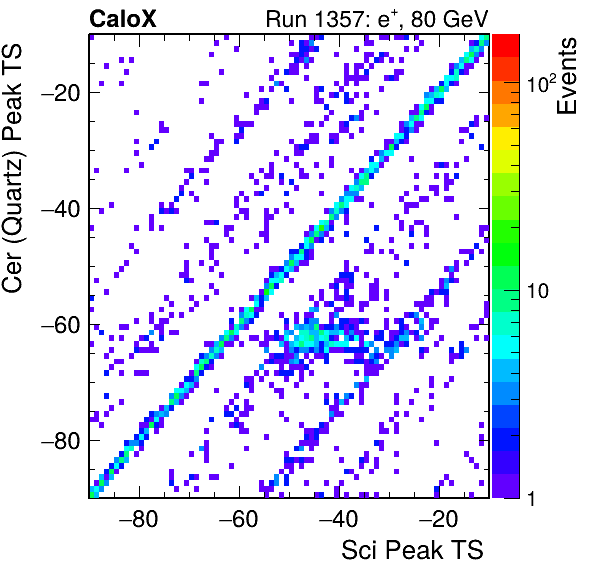 CaloX Run 1357: e⁺, 80 GeV
Cer (Quartz) Peak TS
−20
−40
−60
−80
−80 −60 −40 −20
Sci Peak TS
Events
10²
10
1